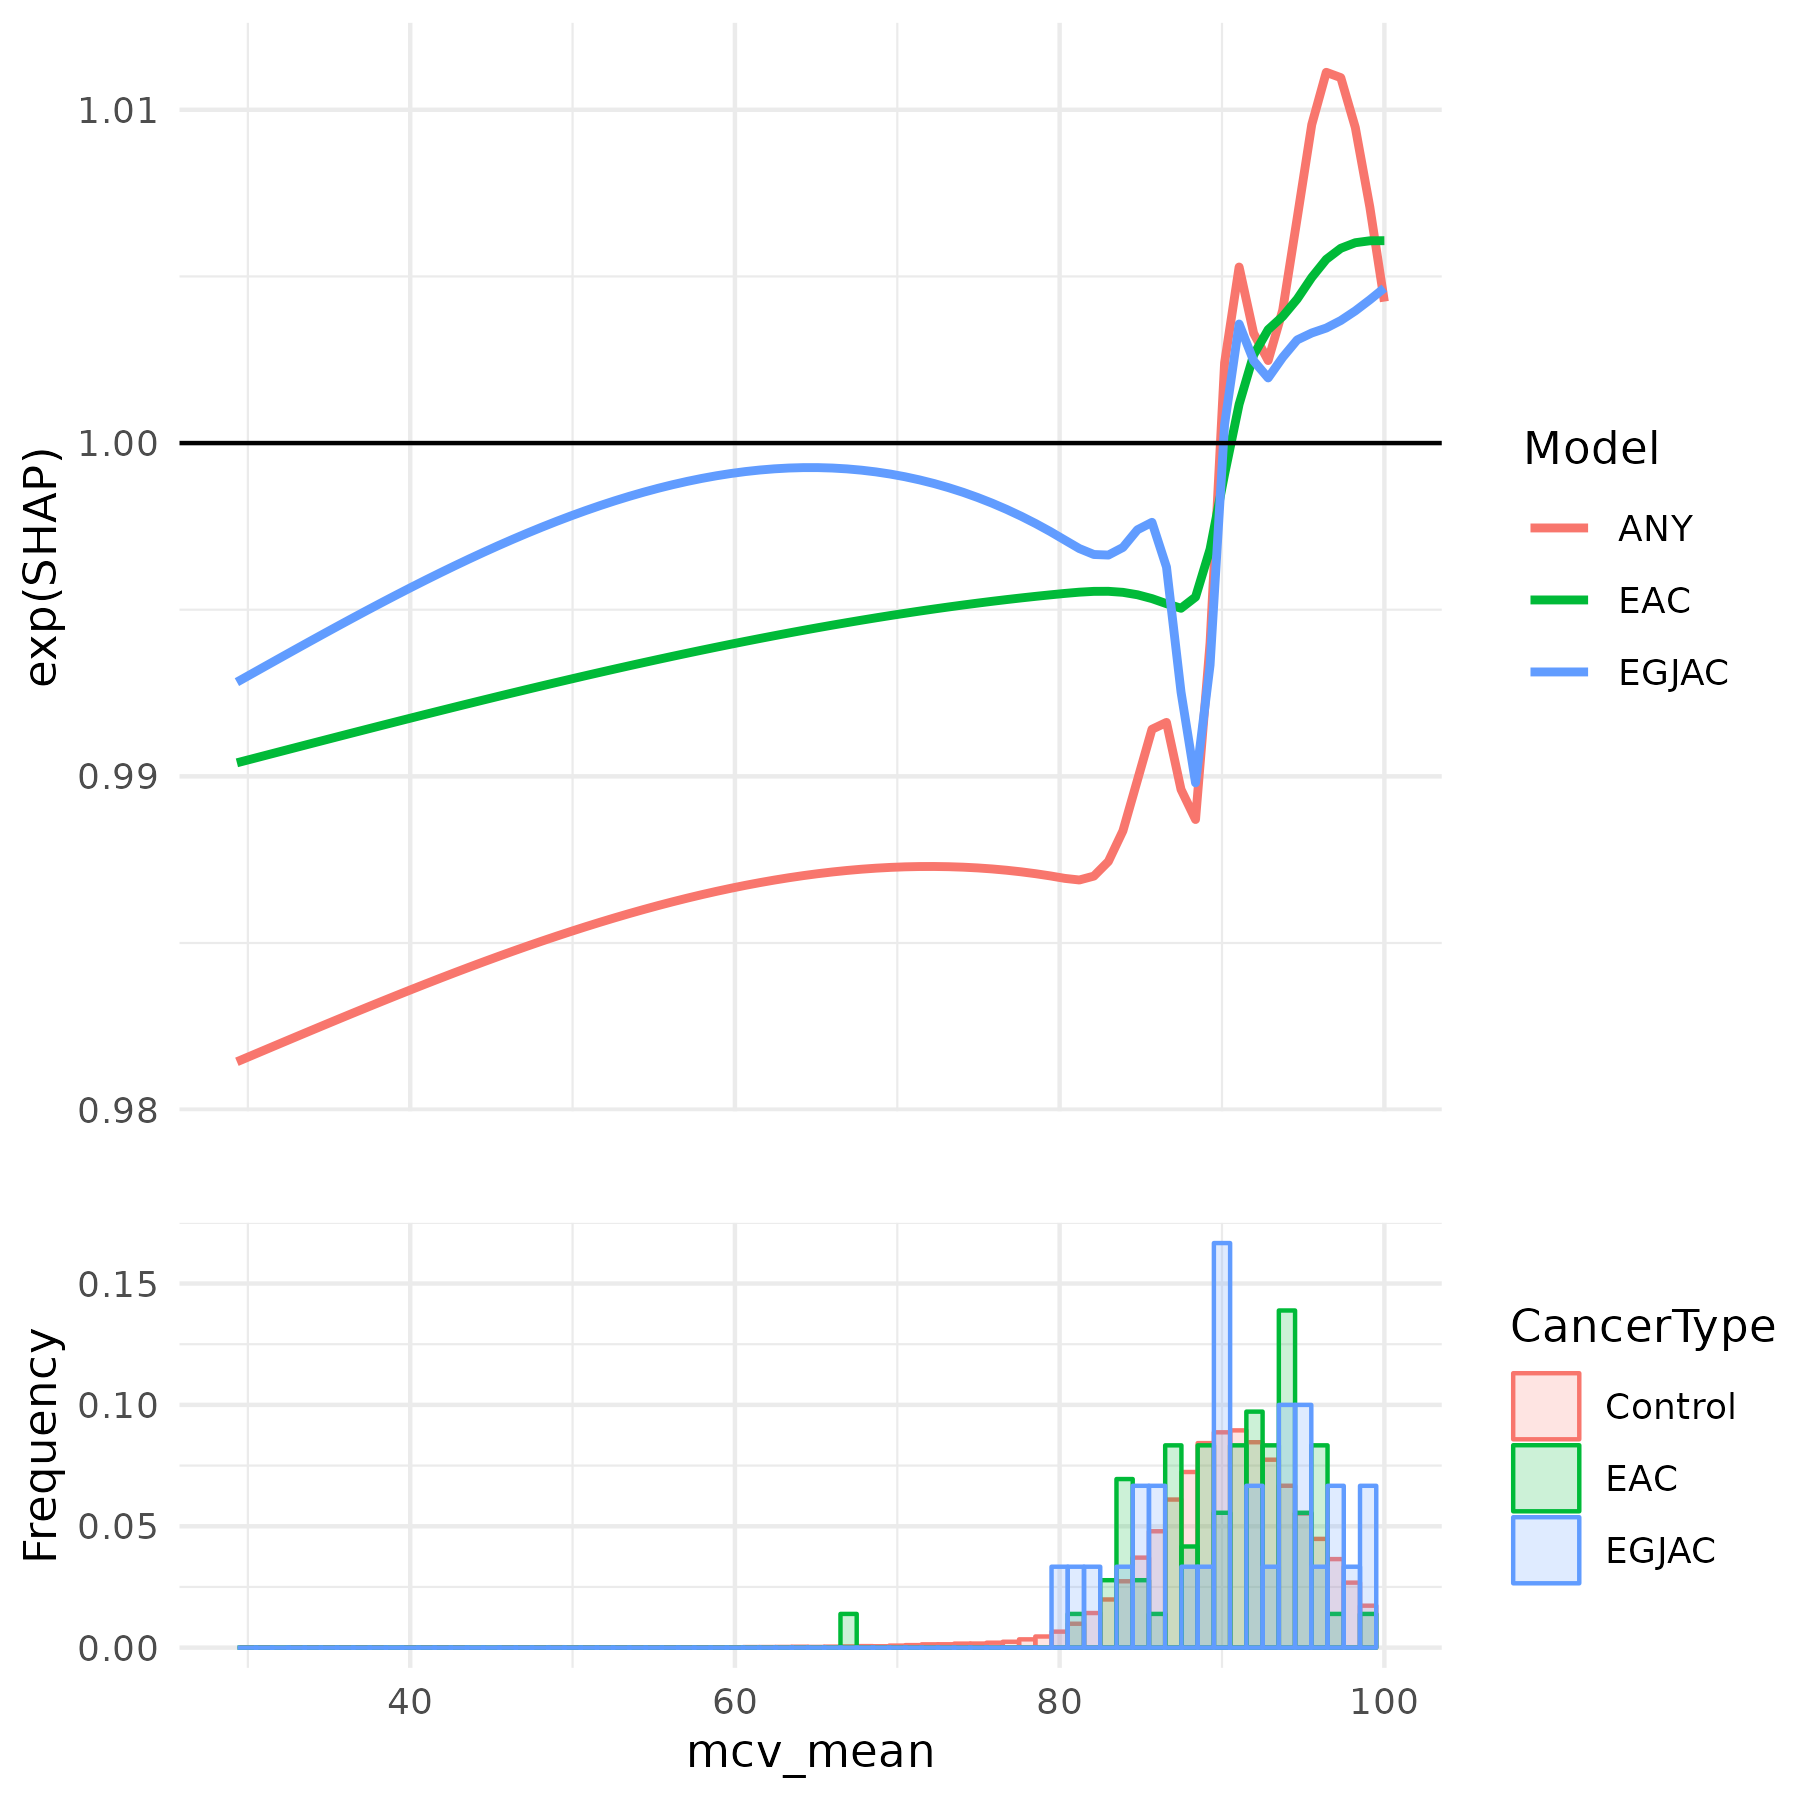 1.01
1.00
0.99
0.98
exp(SHAP)
Model
ANY
EAC
EGJAC
0.15
0.10
0.05
0.00
Frequency
40
60
80
100
mcv_mean
CancerType
Control
EAC
EGJAC